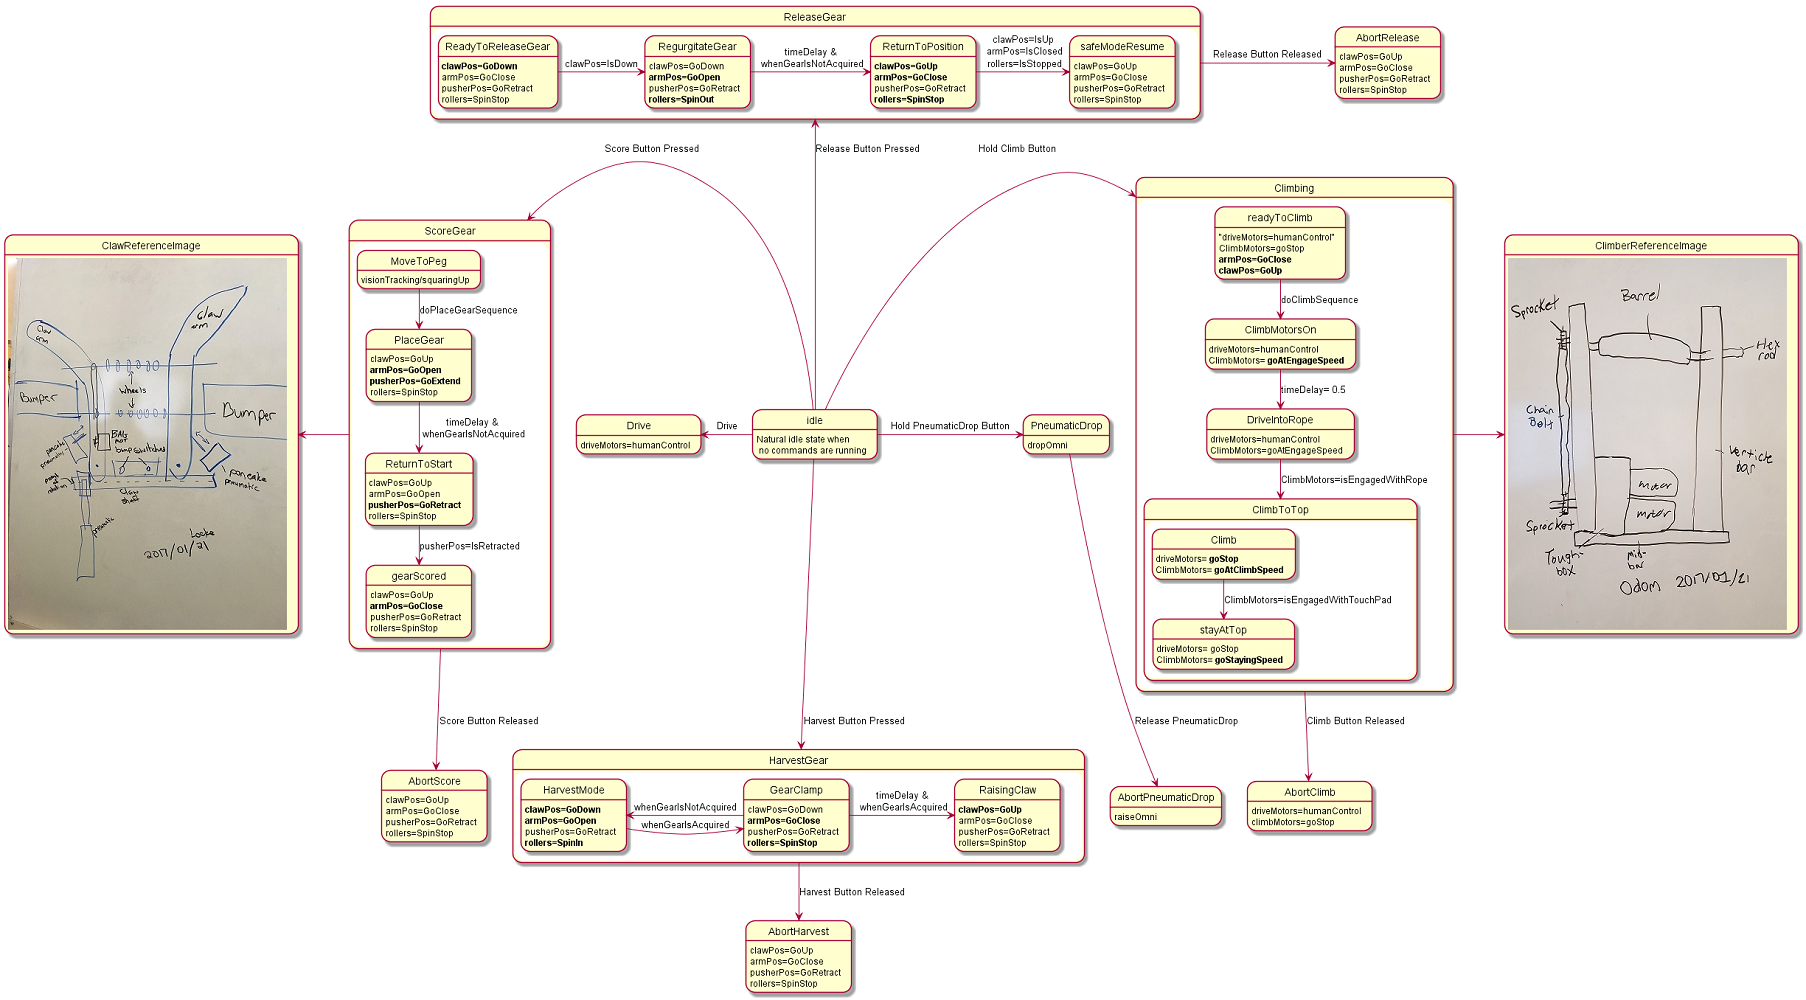 ReleaseGear
ReadyToReleaseGear
clawPos=GoDown
armPos=GoClose
pusherPos=GoRetract
rollers=SpinStop
clawPos=IsDown
RegurgitateGear
clawPos=GoDown
armPos=GoOpen
pusherPos=GoRetract
rollers=SpinOut
timeDelay &
whenGearIsNotAcquired
ReturnToPosition
clawPos=GoUp
armPos=GoClose
pusherPos=GoRetract
rollers=SpinStop
clawPos=IsUp
armPos=IsClosed
rollers=IsStopped
safeModeResume
clawPos=GoUp
armPos=GoClose
pusherPos=GoRetract
rollers=SpinStop
Release Button Released
AbortRelease
clawPos=GoUp
armPos=GoClose
pusherPos=GoRetract
rollers=SpinStop
Score Button Pressed
Release Button Pressed
Hold Climb Button
ClawReferenceImage
Claw
arm
Claw
arm
wheels
Bumper
Bumper
BAG
mot
bump switches
pancake
pneumatic
pancake
pneumatic
point of
rotation
Claw
shaft
pneumatic
Locke
2017/01/21
ScoreGear
MoveToPeg
visionTracking/squaringUp
doPlaceGearSequence
PlaceGear
clawPos=GoUp
armPos=GoOpen
pusherPos=GoExtend
rollers=SpinStop
timeDelay &
whenGearIsNotAcquired
ReturnToStart
clawPos=GoUp
armPos=GoOpen
pusherPos=GoRetract
rollers=SpinStop
pusherPos=IsRetracted
gearScored
clawPos=GoUp
armPos=GoClose
pusherPos=GoRetract
rollers=SpinStop
Drive
driveMotors=humanControl
Drive
idle
Natural idle state when
no commands are running
Hold PneumaticDrop Button
PneumaticDrop
dropOmni
Climbing
readyToClimb
"driveMotors=humanControl"
ClimbMotors=goStop
armPos=GoClose
clawPos=GoUp
doClimbSequence
ClimbMotorsOn
driveMotors=humanControl
ClimbMotors= goAtEngageSpeed
timeDelay= 0.5
DriveIntoRope
driveMotors=humanControl
ClimbMotors=goAtEngageSpeed
ClimbMotors=isEngagedWithRope
ClimbToTop
Climb
driveMotors= goStop
ClimbMotors= goAtClimbSpeed
ClimbMotors=isEngagedWithTouchPad
stayAtTop
driveMotors= goStop
ClimbMotors= goStayingSpeed
ClimberReferenceImage
Sprocket
Barrel
Hex
rod
Chain
Belt
Verticle
bar
motor
motor
Sprocket
Tough-
box
mid-
bar
Odom 2017/01/21
Score Button Released
Harvest Button Pressed
Release PneumaticDrop
Climb Button Released
AbortScore
clawPos=GoUp
armPos=GoClose
pusherPos=GoRetract
rollers=SpinStop
HarvestGear
HarvestMode
clawPos=GoDown
armPos=GoOpen
pusherPos=GoRetract
rollers=SpinIn
whenGearIsNotAcquired
whenGearIsAcquired
GearClamp
clawPos=GoDown
armPos=GoClose
pusherPos=GoRetract
rollers=SpinStop
timeDelay &
whenGearIsAcquired
RaisingClaw
clawPos=GoUp
armPos=GoClose
pusherPos=GoRetract
rollers=SpinStop
AbortPneumaticDrop
raiseOmni
AbortClimb
driveMotors=humanControl
climbMotors=goStop
Harvest Button Released
AbortHarvest
clawPos=GoUp
armPos=GoClose
pusherPos=GoRetract
rollers=SpinStop